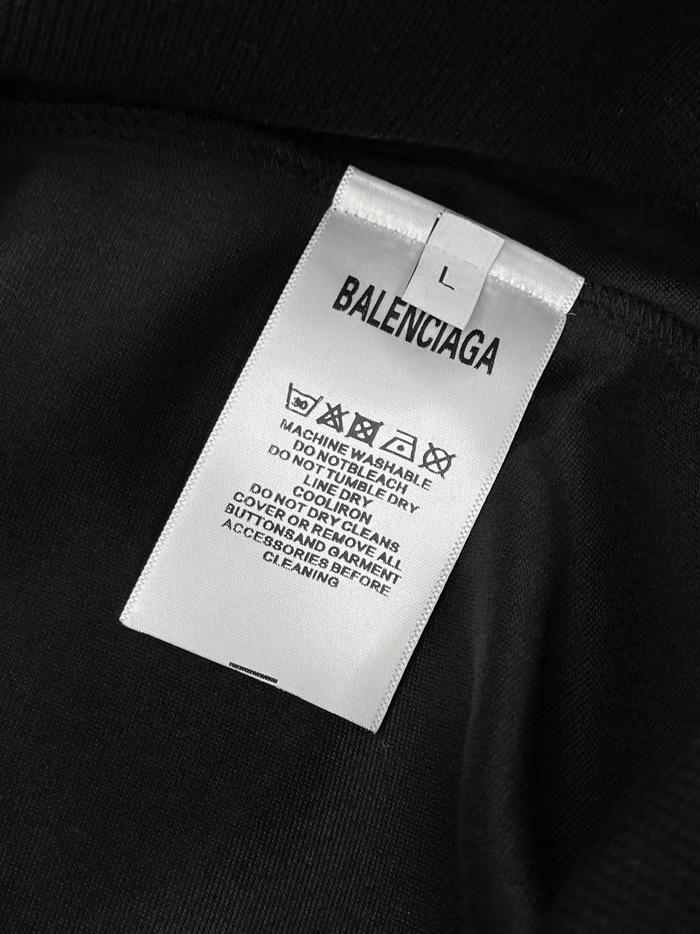 L
BALENCIAGA
30
MACHINE WASHABLE
DO NOTBLEACH
DO NOT TUMBLE DRY
LINE DRY
COOLIRON
DO NOT DRY CLEANS
COVER OR REMOVE ALL
BUTTONSAND GARMENT
ACCESSORIES BEFORE
CLEANING